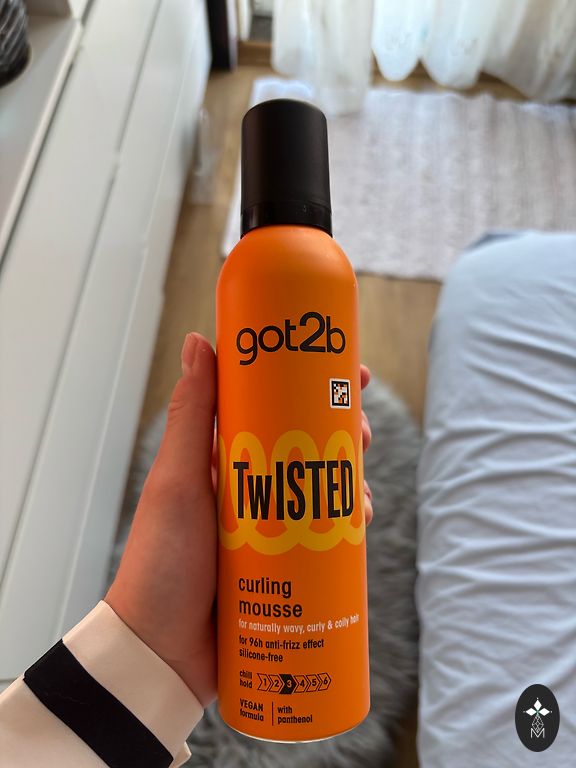 got2b
TwISTED
curling
mousse
for naturally wavy, curly & coily hair
for 96h anti-frizz effect
silicone-free
chill
hold
1 2 3 4 5 6
VEGAN
formula
with
panthenol